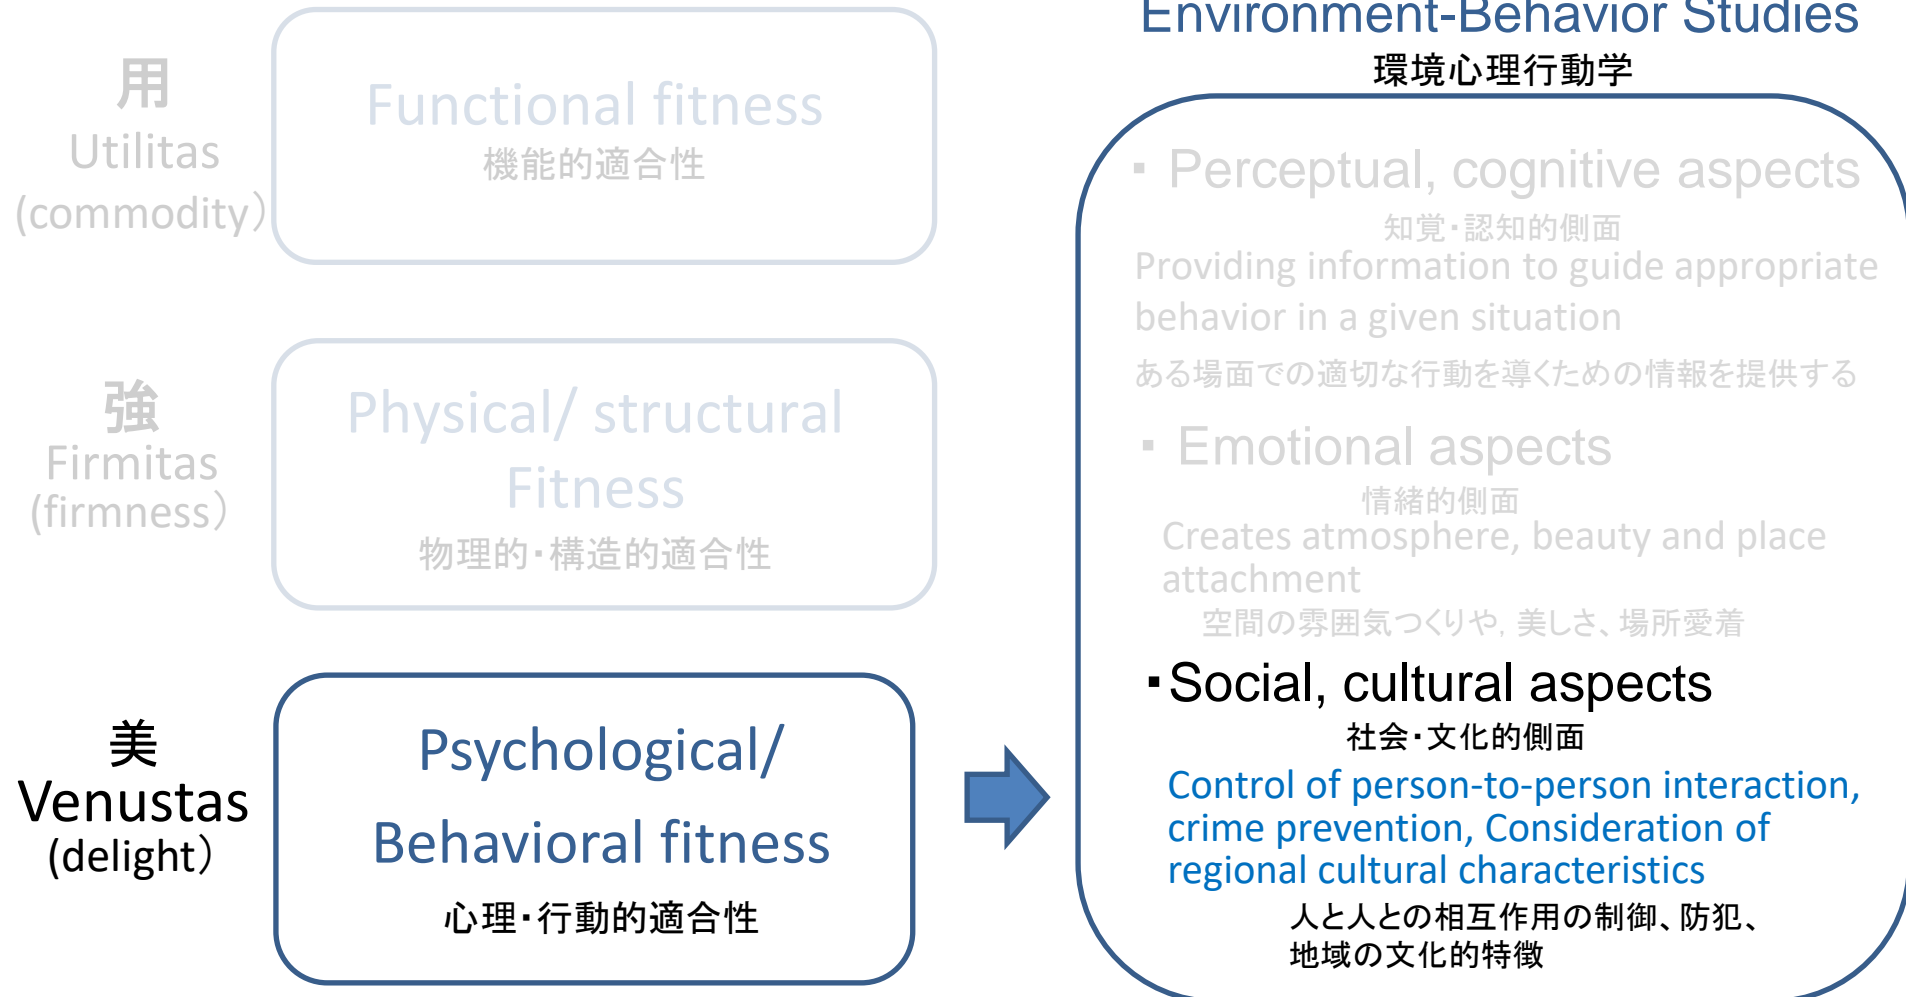 用
Utilitas
(commodity）
Functional fitness
機能的適合性
強
Firmitas
(firmness）
Physical/ structural
Fitness
物理的・構造的適合性
美
Venustas
(delight）
Psychological/
Behavioral fitness
心理・行動的適合性
Environment-Behavior Studies
環境心理行動学
▪ Perceptual, cognitive aspects
知覚・認知的側面
Providing information to guide appropriate
behavior in a given situation
ある場面での適切な行動を導くための情報を提供する
▪ Emotional aspects
情緒的側面
Creates atmosphere, beauty and place
attachment
空間の雰囲気つくりや, 美しさ、場所愛着
▪Social, cultural aspects
社会・文化的側面
Control of person-to-person interaction,
crime prevention, Consideration of
regional cultural characteristics
人と人との相互作用の制御、防犯、
地域の文化的特徴